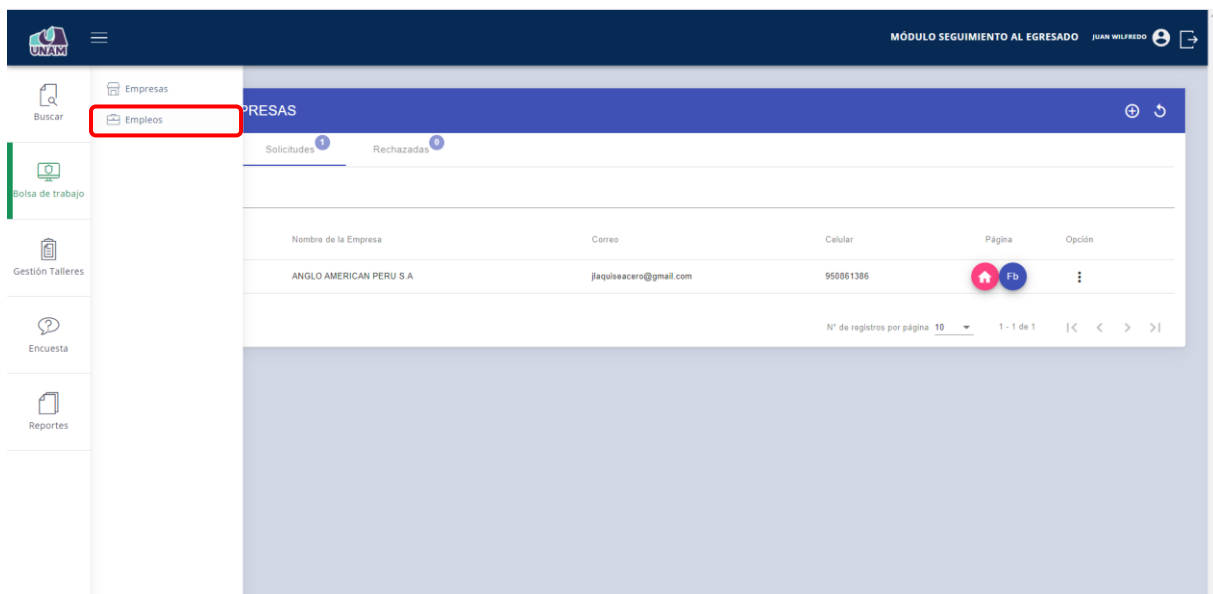 UNAM
MÓDULO SEGUIMIENTO AL EGRESADO JUAN WILFREDO
Buscar
Bolsa de trabajo
Gestión Talleres
Encuesta
Reportes
Empresas
Empleos
PRESAS
Solicitudes 1 Rechazadas 0
Nombre de la Empresa Correo Celular Página Opción
ANGLO AMERICAN PERU S.A jlaquiseacero@gmail.com 950861386 Fb
N° de registros por página 10 1 - 1 de 1